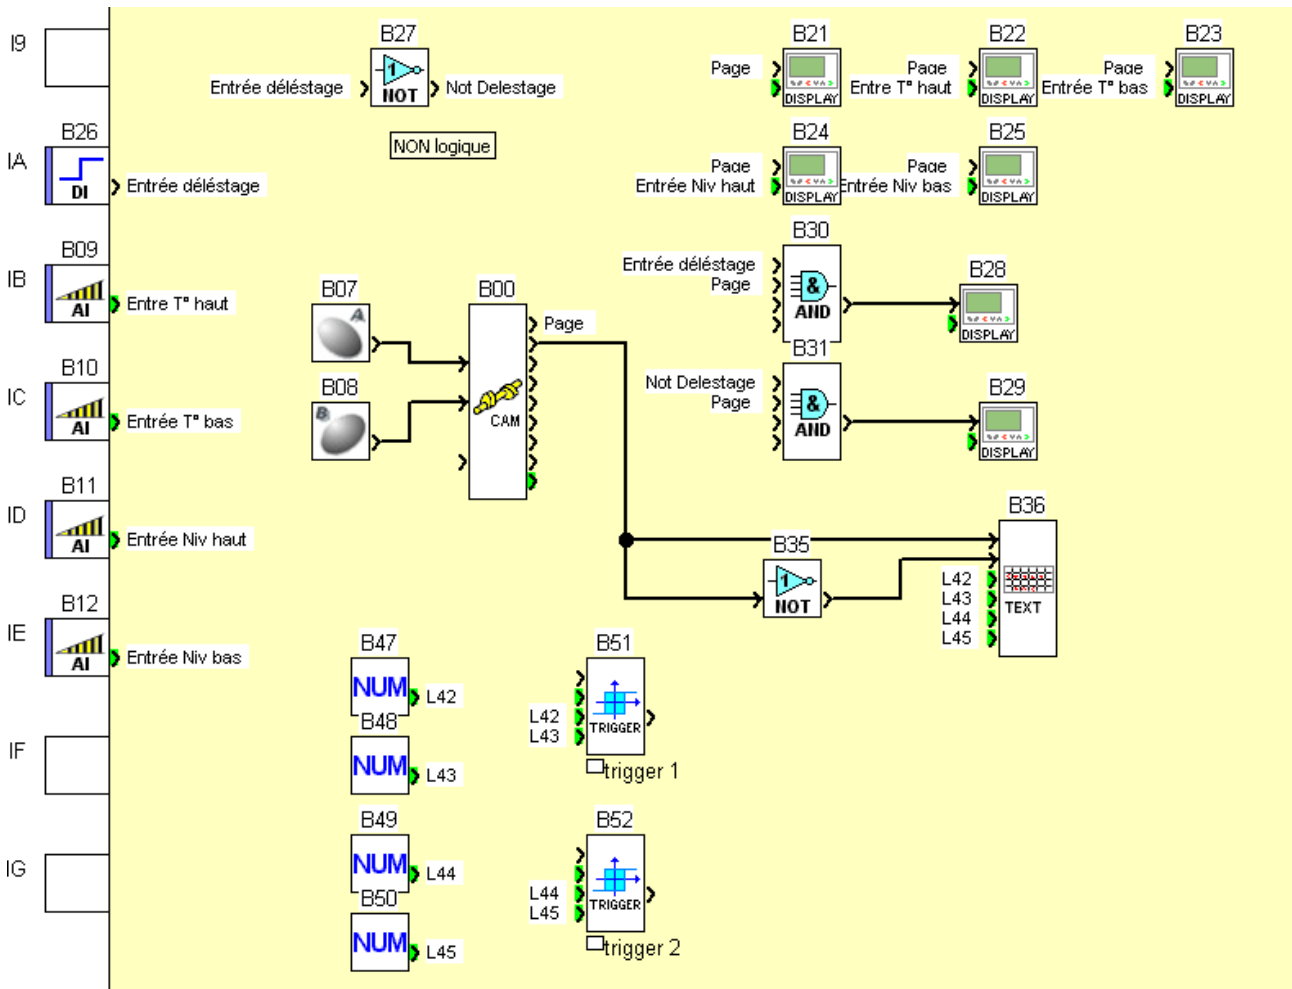 I9
B27
NOT
Entrée déléstage
Not Delestage
NON logique
B21
Page
DISPLAY
B22
Page
Entre T° haut
DISPLAY
B23
Page
Entrée T° bas
DISPLAY
IA
B26
DI
Entrée déléstage
B24
Page
Entrée Niv haut
DISPLAY
B25
Page
Entrée Niv bas
DISPLAY
IB
B09
AI
Entre T° haut
B07
A
B00
Page
CAM
B30
Entrée déléstage
Page
&
AND
B28
DISPLAY
IC
B10
AI
Entrée T° bas
B08
B
B31
Not Delestage
Page
&
AND
B29
DISPLAY
ID
B11
AI
Entrée Niv haut
B35
1
NOT
B36
L42
L43
L44
L45
TEXT
IE
B12
AI
Entrée Niv bas
B47
NUM
L42
B48
NUM
L43
B51
L42
L43
TRIGGER
trigger 1
IF
B49
NUM
L44
B50
NUM
L45
B52
L44
L45
TRIGGER
trigger 2
IG